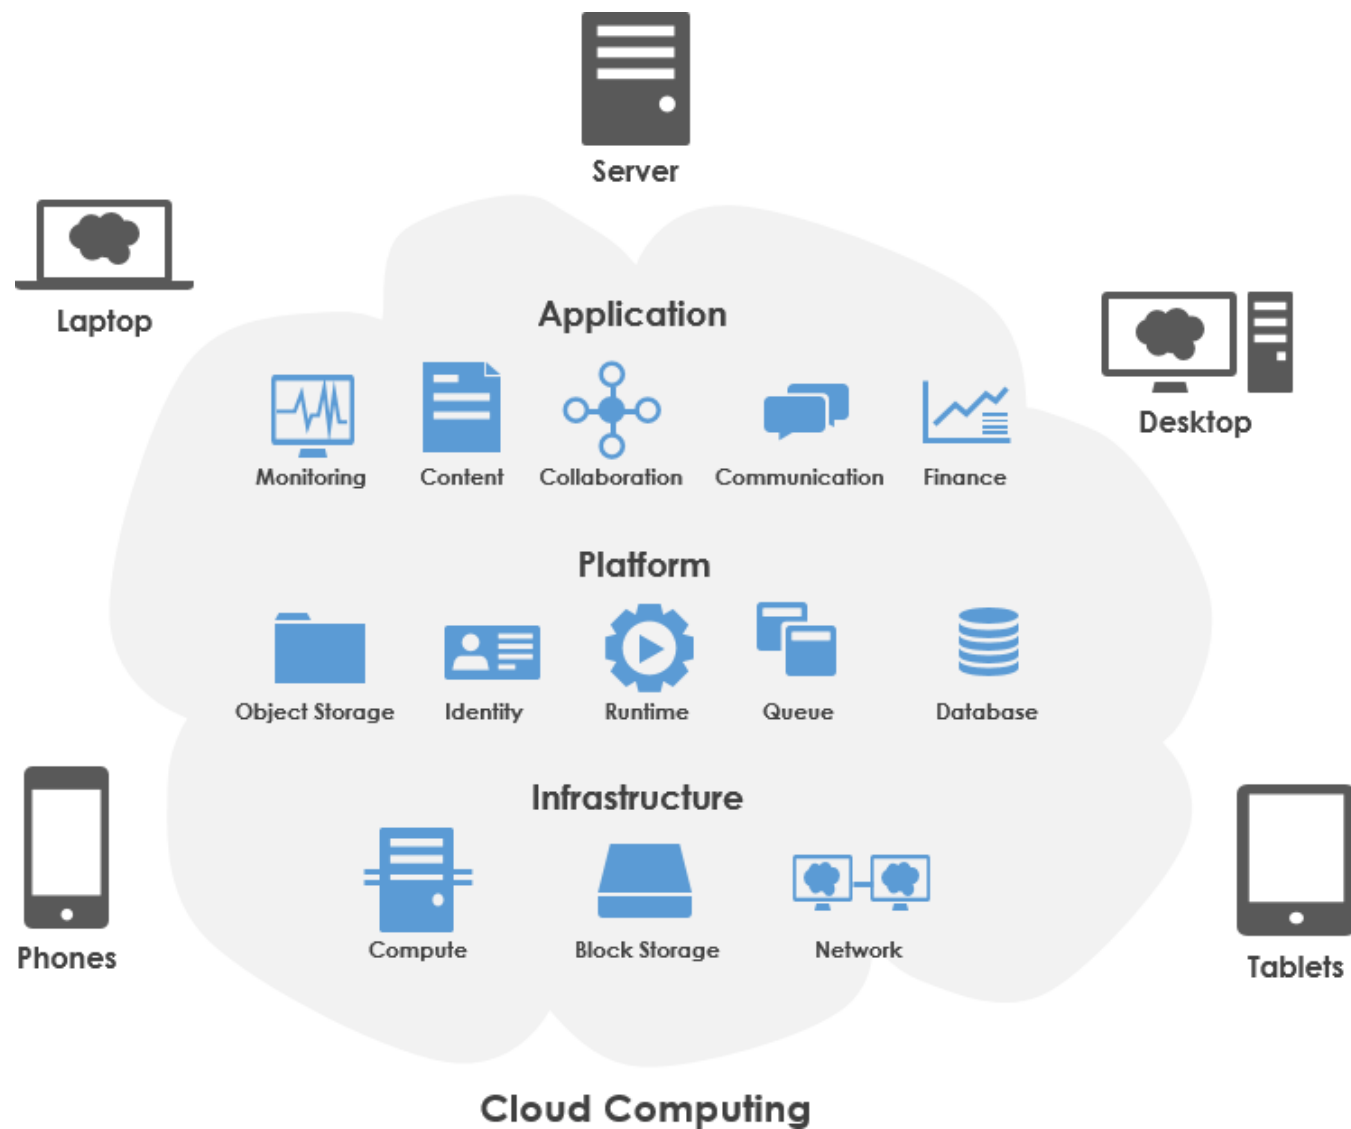 Server
Laptop
Desktop
Application
Monitoring
Content
Collaboration
Communication
Finance
Platform
Object Storage
Identity
Runtime
Queue
Database
Infrastructure
Compute
Block Storage
Network
Phones
Tablets
Cloud Computing